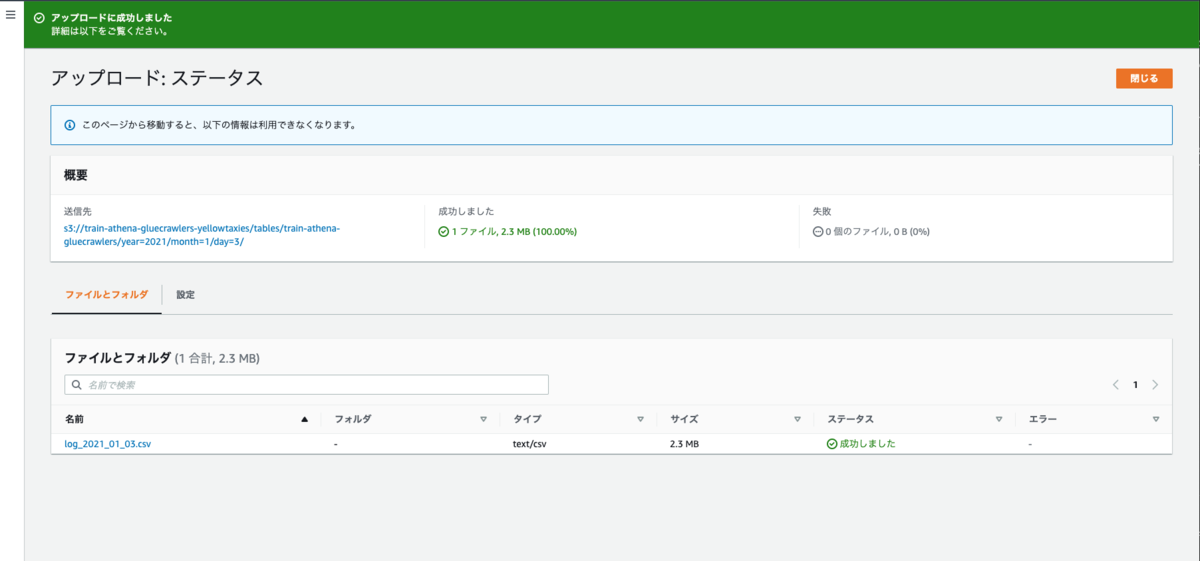 アップロードに成功しました
詳細は以下をご覧ください。
アップロード: ステータス
閉じる
このページから移動すると、以下の情報は利用できなくなります。
概要
送信先
s3://train-athena-gluecrawlers-yellowtaxies/tables/train-athena-
gluecrawlers/year=2021/month=1/day=3/
成功しました
1 ファイル, 2.3 MB (100.00%)
失敗
0 個のファイル, 0 B (0%)
ファイルとフォルダ 設定
ファイルとフォルダ (1 合計, 2.3 MB)
名前で検索
1
名前 フォルダ タイプ サイズ ステータス エラー
log_2021_01_03.csv - text/csv 2.3 MB 成功しました -